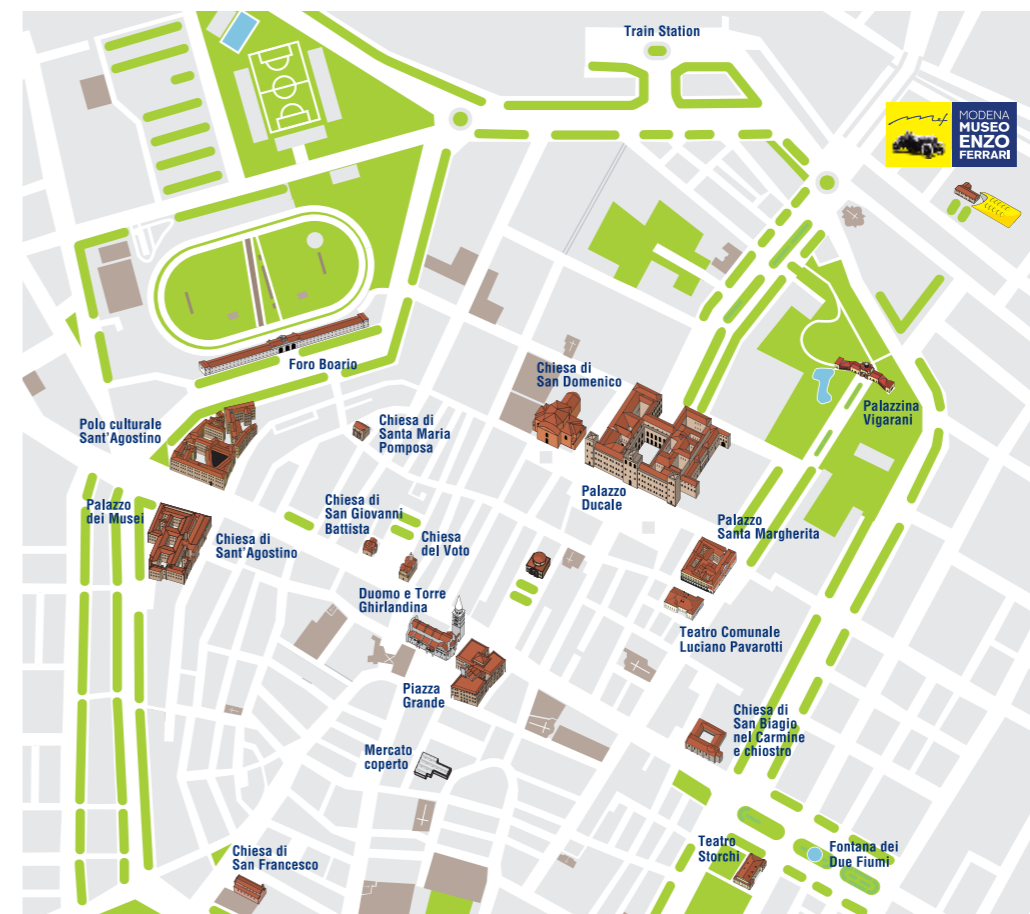 Train Station
MODENA
MUSEO
ENZO
FERRARI
Foro Boario
Chiesa di
San Domenico
Palazzina
Vigarani
Polo culturale
Sant'Agostino
Chiesa di
Santa Maria
Pomposa
Palazzo
Ducale
Palazzo
dei Musei
Chiesa di
San Giovanni
Battista
Chiesa di
Sant'Agostino
Chiesa
del Voto
Palazzo
Santa Margherita
Duomo e Torre
Ghirlandina
Teatro Comunale
Luciano Pavarotti
Piazza
Grande
Chiesa di
San Biagio
nel Carmine
e chiostro
Mercato
coperto
Chiesa di
San Francesco
Teatro
Storchi
Fontana dei
Due Fiumi